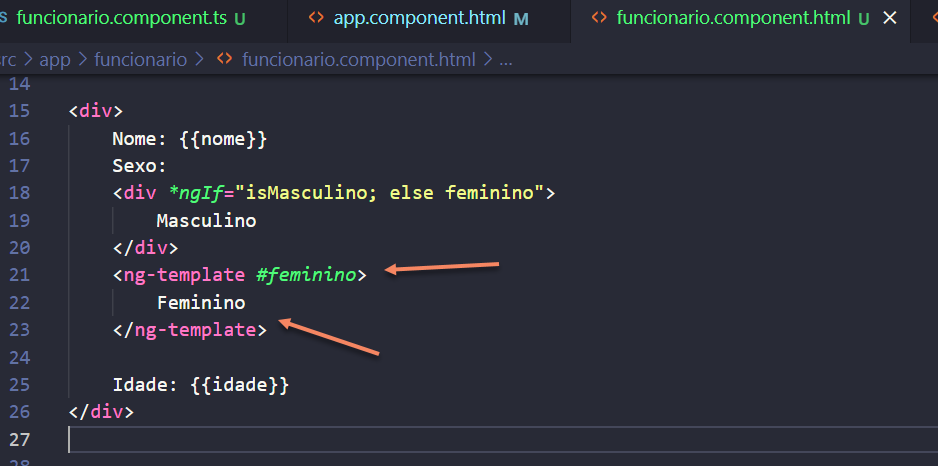 funcionario.component.ts U
<> app.component.html M
<> funcionario.component.html U ×
app > funcionario > <> funcionario.component.html > ...
14
15 <div>
16 Nome: {{nome}}
17 Sexo:
18 <div *ngIf="isMasculino; else feminino">
19 Masculino
20 </div>
21 <ng-template #feminino>
22 Feminino
23 </ng-template>
24
25 Idade: {{idade}}
26 </div>
27
28